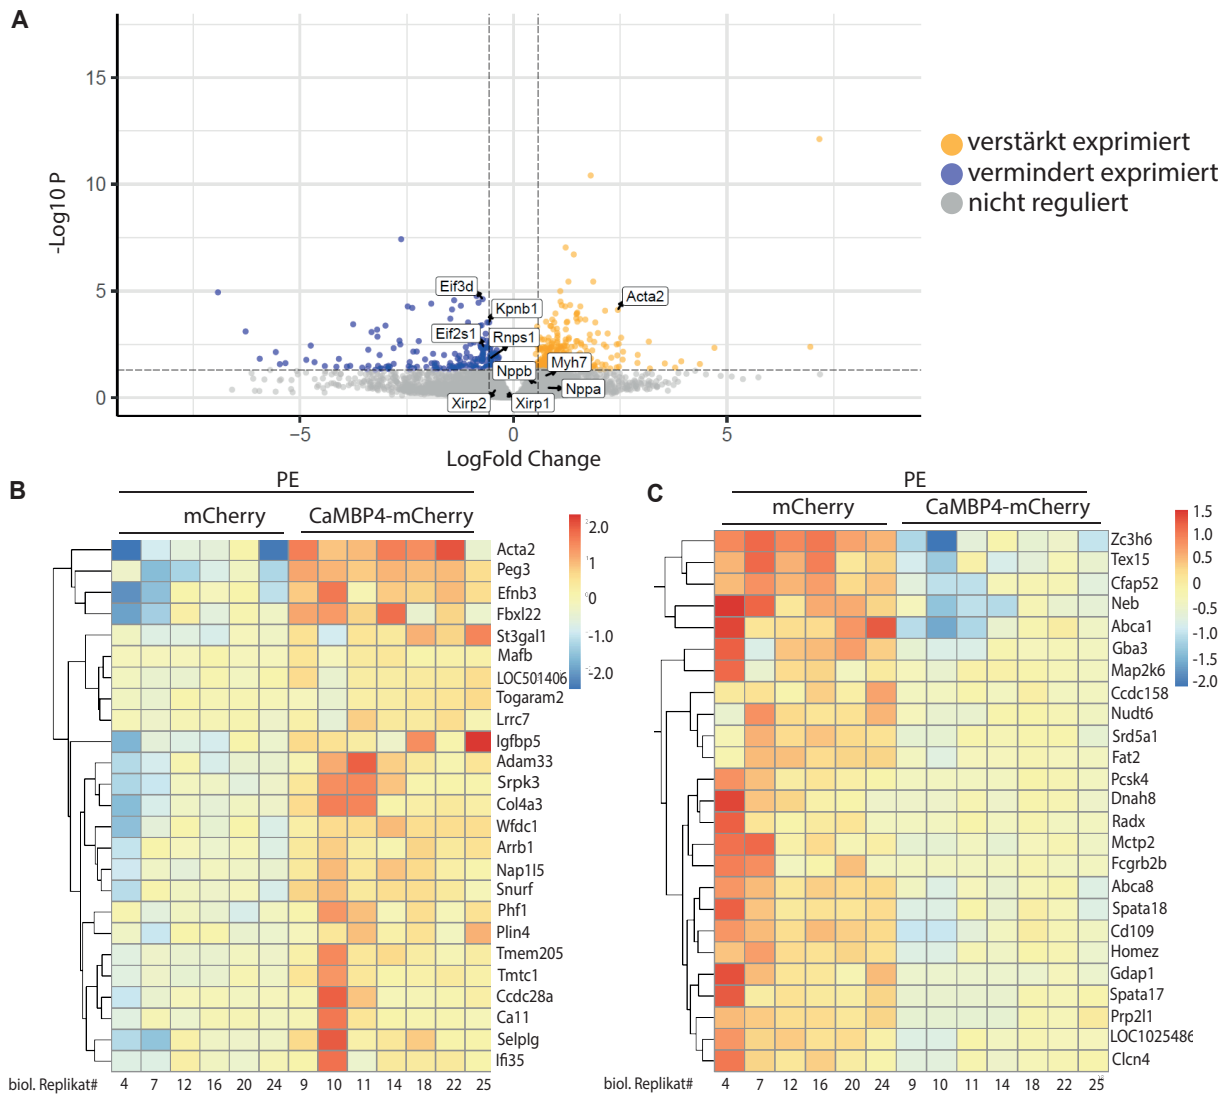 A
15
10
5
0
-Log10 P
Eif3d
Kpnb1
Acta2
Eif2s1
Rnps1
Nppb
Myh7
Nppa
Xirp2
Xirp1
−5
0
5
LogFold Change
verstärkt exprimiert
vermindert exprimiert
nicht reguliert
B
PE
mCherry
CaMBP4-mCherry
Acta2
Peg3
Efnb3
Fbxl22
St3gal1
Mafb
LOC501406
Togaram2
Lrrc7
Igfbp5
Adam33
Srpk3
Col4a3
Wfdc1
Arrb1
Nap1l5
Snurf
Phf1
Plin4
Tmem205
Tmtc1
Ccdc28a
Ca11
Selplg
Ifi35
2.0
1
0
-1.0
-2.0
biol. Replikat# 4 7 12 16 20 24 9 10 11 14 18 22 25
C
PE
mCherry
CaMBP4-mCherry
Zc3h6
Tex15
Cfap52
Neb
Abca1
Gba3
Map2k6
Ccdc158
Nudt6
Srd5a1
Fat2
Pcsk4
Dnah8
Radx
Mctp2
Fcgrb2b
Abca8
Spata18
Cd109
Homez
Gdap1
Spata17
Prp2l1
LOC1025486
Clcn4
1.5
1.0
0.5
0
-0.5
-1.0
-1.5
-2.0
biol. Replikat# 4 7 12 16 20 24 9 10 11 14 18 22 25